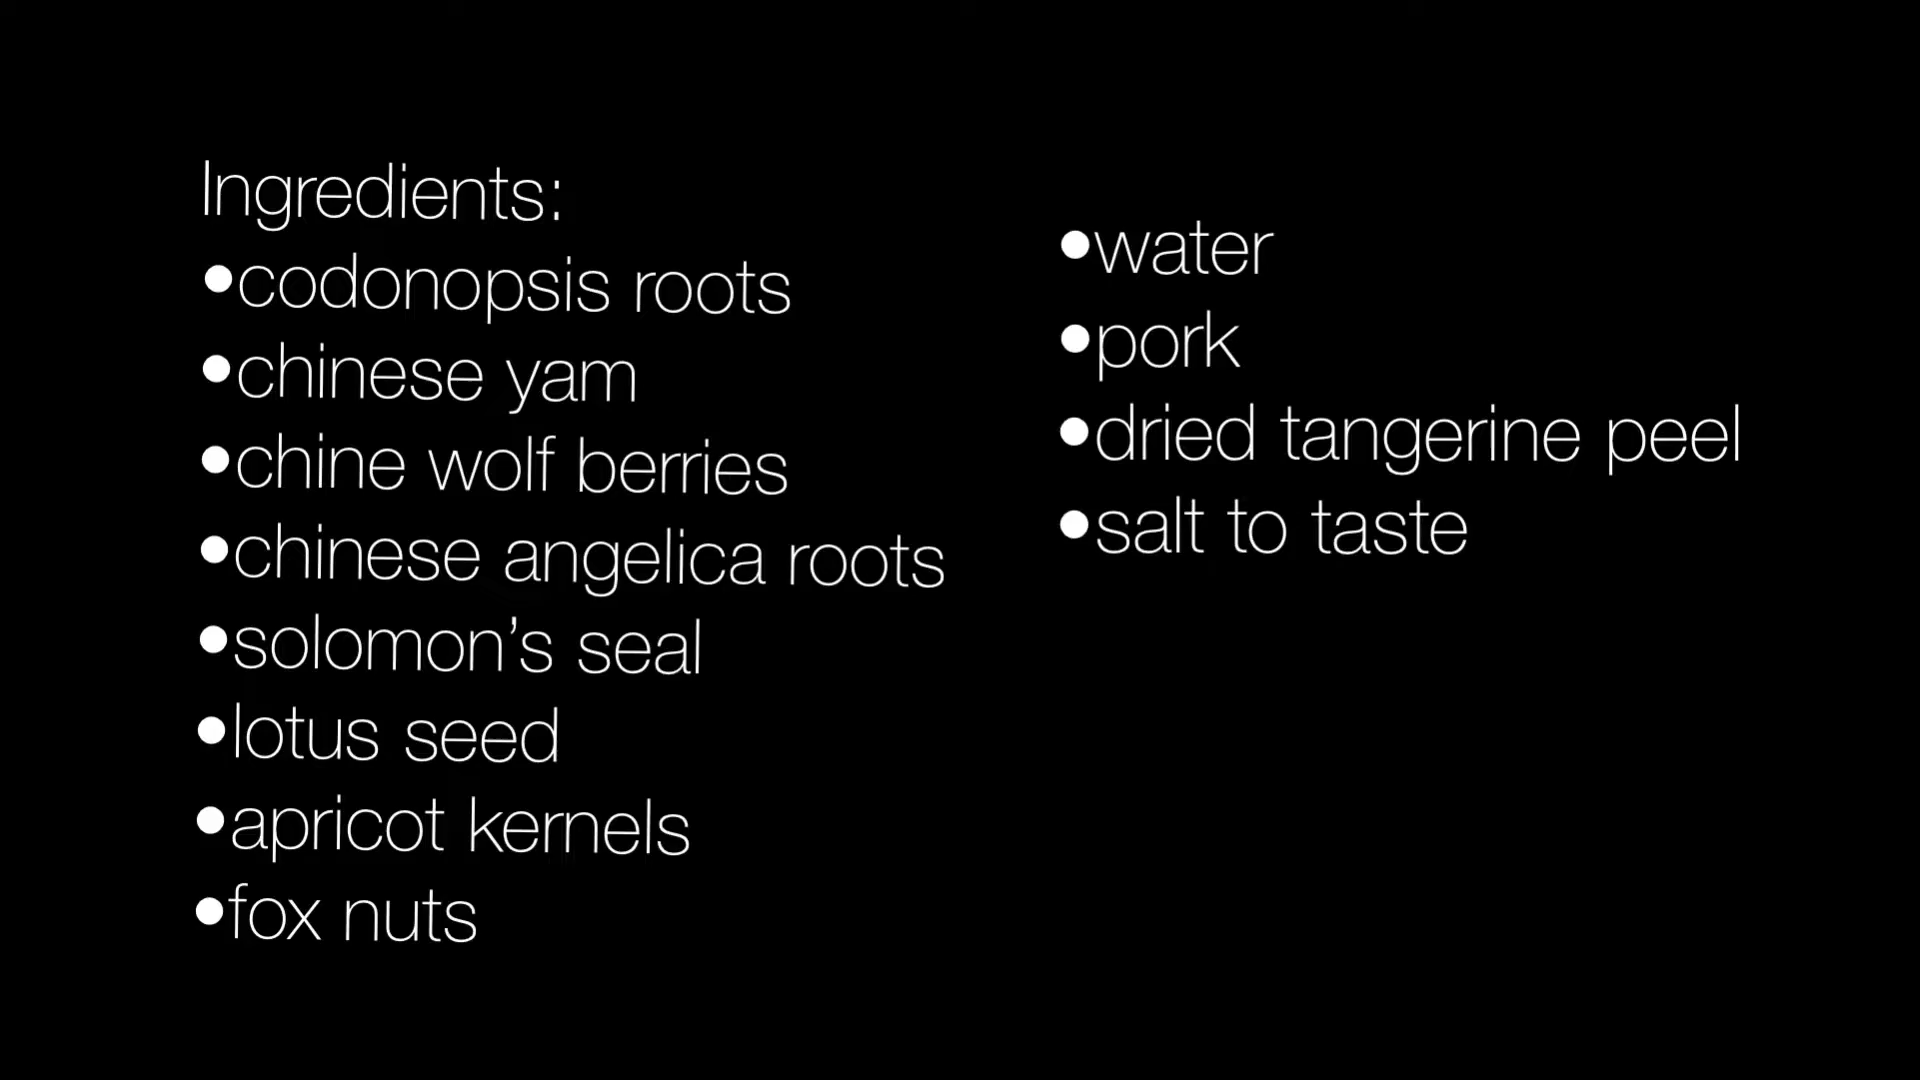 Ingredients:
•codonopsis roots
•chinese yam
•chine wolf berries
•chinese angelica roots
•solomon’s seal
•lotus seed
•apricot kernels
•fox nuts
•water
•pork
•dried tangerine peel
•salt to taste